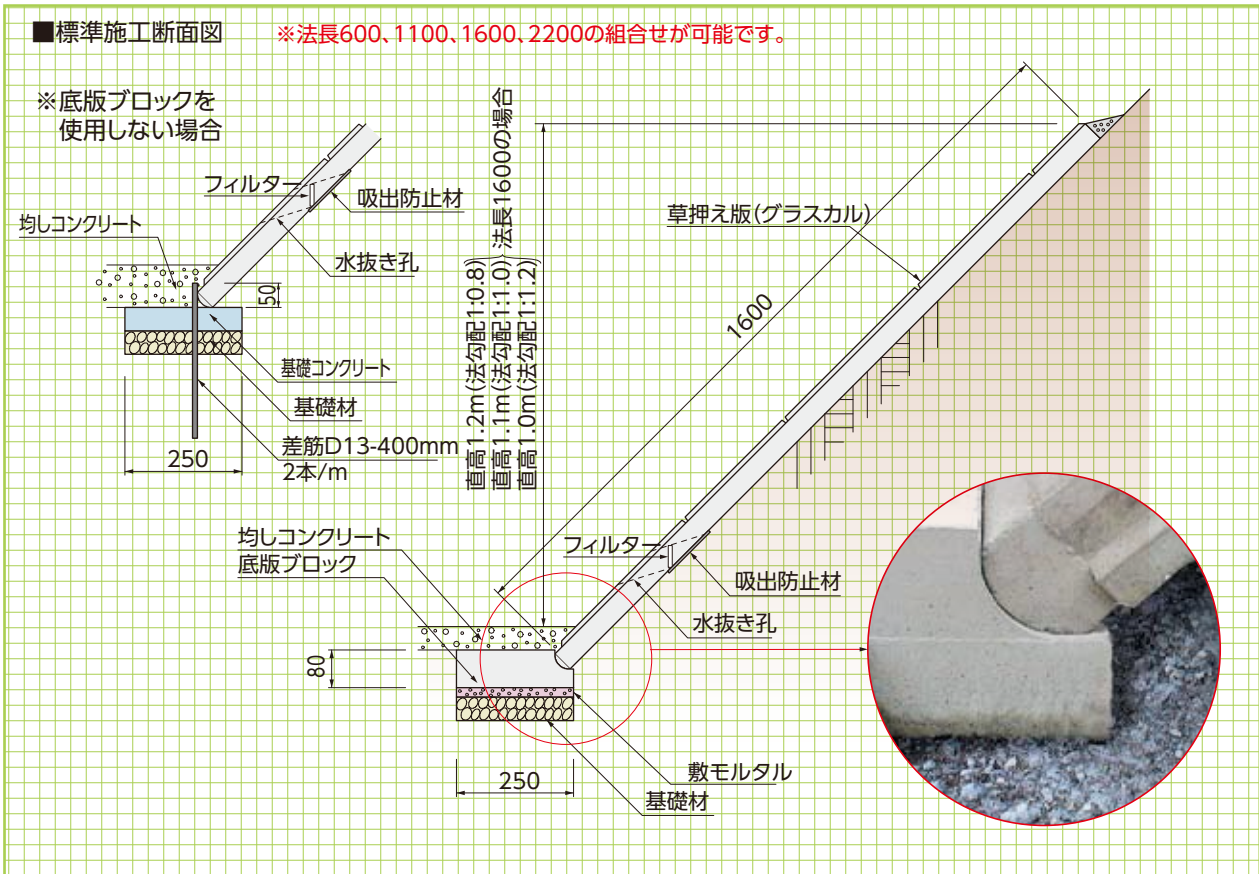 ■標準施工断面図
※法長600、1100、1600、2200の組合せが可能です。
※底版ブロックを
使用しない場合
フィルター
吸出防止材
均しコンクリート
水抜き孔
50
基礎コンクリート
基礎材
差筋D13-400mm
2本/m
250
法長1600の場合
直高1.2m(法勾配1:0.8)
直高1.1m(法勾配1:1.0)
直高1.0m(法勾配1:1.2)
草押え版(グラスカル)
1600
均しコンクリート
底版ブロック
フィルター
吸出防止材
水抜き孔
80
敷モルタル
250
基礎材